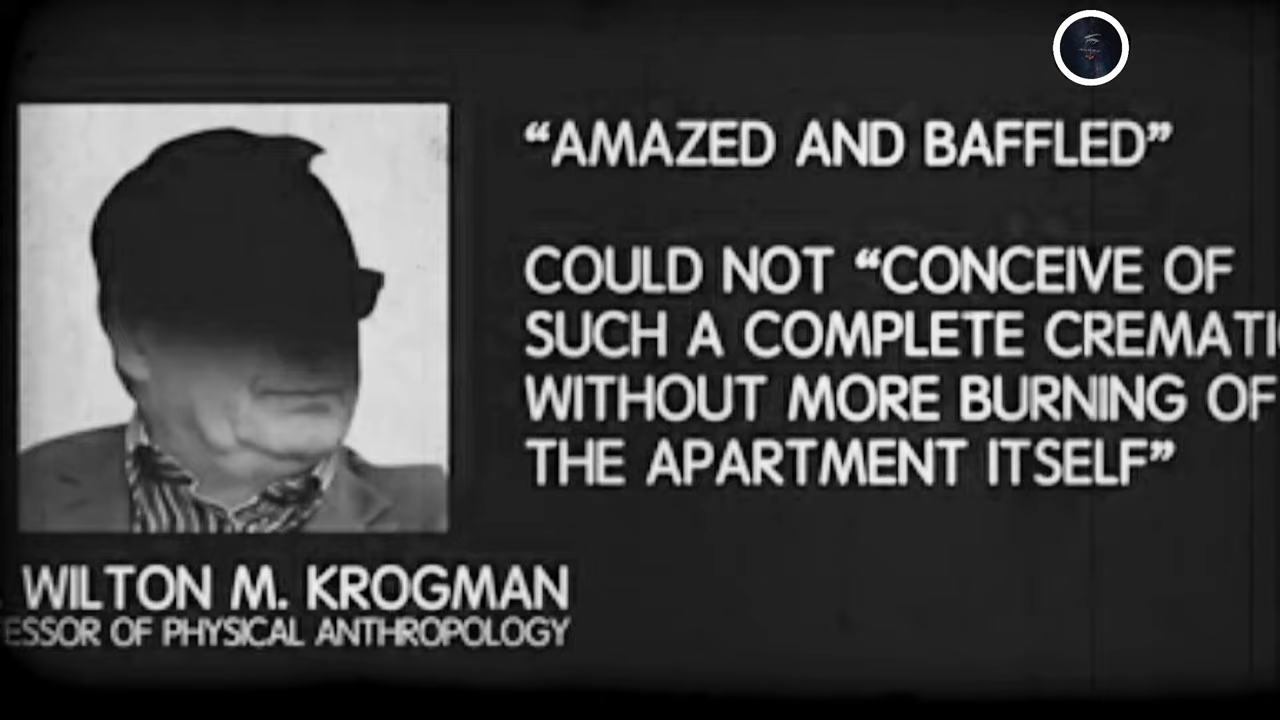 “AMAZED AND BAFFLED”
COULD NOT “CONCEIVE OF
SUCH A COMPLETE CREMATI
WITHOUT MORE BURNING OF
THE APARTMENT ITSELF”
. WILTON M. KROGMAN
ESSOR OF PHYSICAL ANTHROPOLOGY